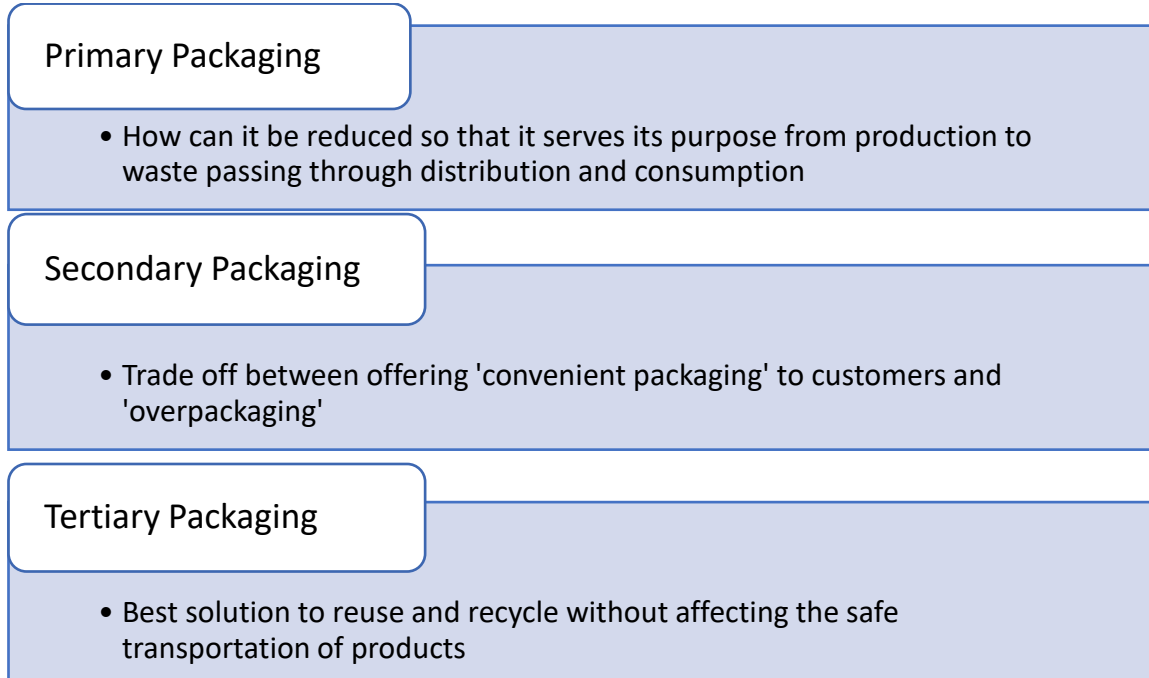 Primary Packaging
• How can it be reduced so that it serves its purpose from production to
waste passing through distribution and consumption
Secondary Packaging
• Trade off between offering 'convenient packaging' to customers and
'overpackaging'
Tertiary Packaging
• Best solution to reuse and recycle without affecting the safe
transportation of products